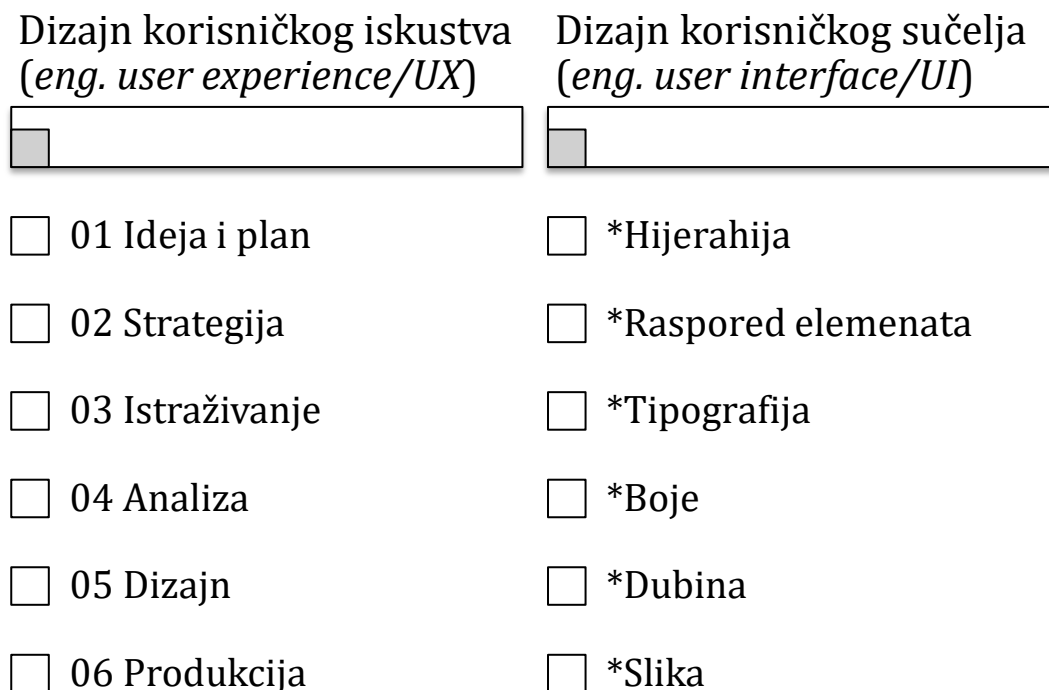 Dizajn korisničkog iskustva
(eng. user experience/UX)
01 Ideja i plan
02 Strategija
03 Istraživanje
04 Analiza
05 Dizajn
06 Produkcija
Dizajn korisničkog sučelja
(eng. user interface/UI)
*Hijerahija
*Raspored elemenata
*Tipografija
*Boje
*Dubina
*Slika